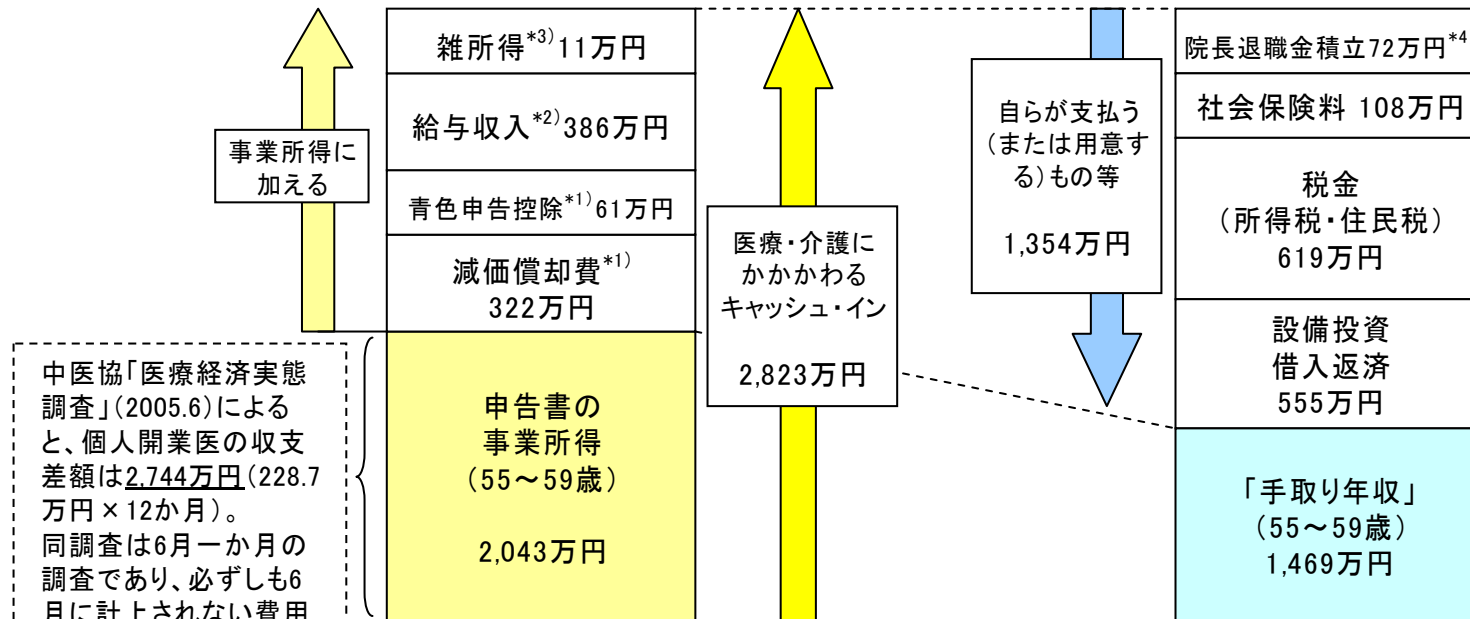 雑所得*3)11万円
給与収入*2)386万円
青色申告控除*1)61万円
減価償却費*1)
322万円
事業所得に
加える
申告書の
事業所得
(55~59歳)
2,043万円
中医協「医療経済実態
調査」(2005.6)による
と、個人開業医の収支
差額は2,744万円(228.7
万円×12か月)。
同調査は6月一か月の
調査であり、必ずしも6
月に計上されない費用
医療・介護に
かかかわる
キャッシュ・イン
2,823万円
自らが支払う
(または用意す
る)もの等
1,354万円
院長退職金積立72万円*4
社会保険料 108万円
税金
(所得税・住民税)
619万円
設備投資
借入返済
555万円
「手取り年収」
(55~59歳)
1,469万円